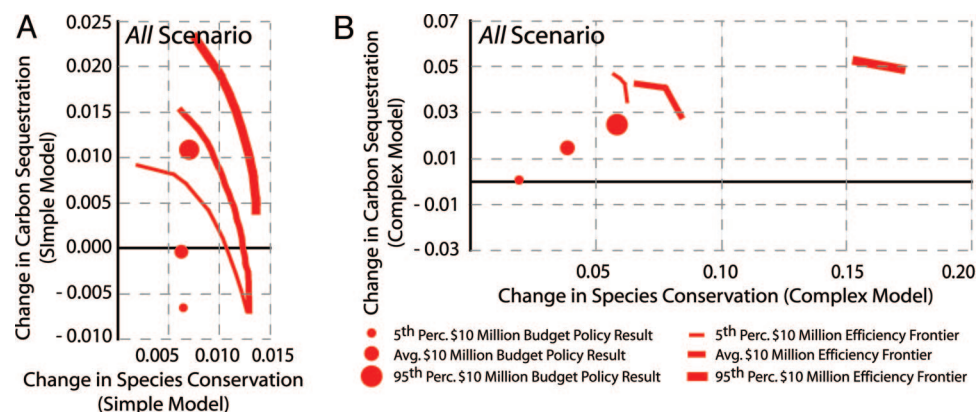 A
All Scenario
Change in Carbon Sequestration
(SImple Model)
0.025
0.020
0.015
0.010
0.005
0.000
- 0.005
- 0.010
0.005
0.010
0.015
Change in Species Conservation
(Simple Model)
B
All Scenario
Change in Carbon Sequestration
(Complex Model)
0.07
0.05
0.03
0.01
- 0.01
- 0.03
0.05
0.10
0.15
0.20
Change in Species Conservation (Complex Model)
5th Perc. $10 Million Budget Policy Result
Avg. $10 Million Budget Policy Result
95th Perc. $10 Million Budget Policy Result
5th Perc. $10 Million Efficiency Frontier
Avg. $10 Million Efficiency Frontier
95th Perc. $10 Million Efficiency Frontier